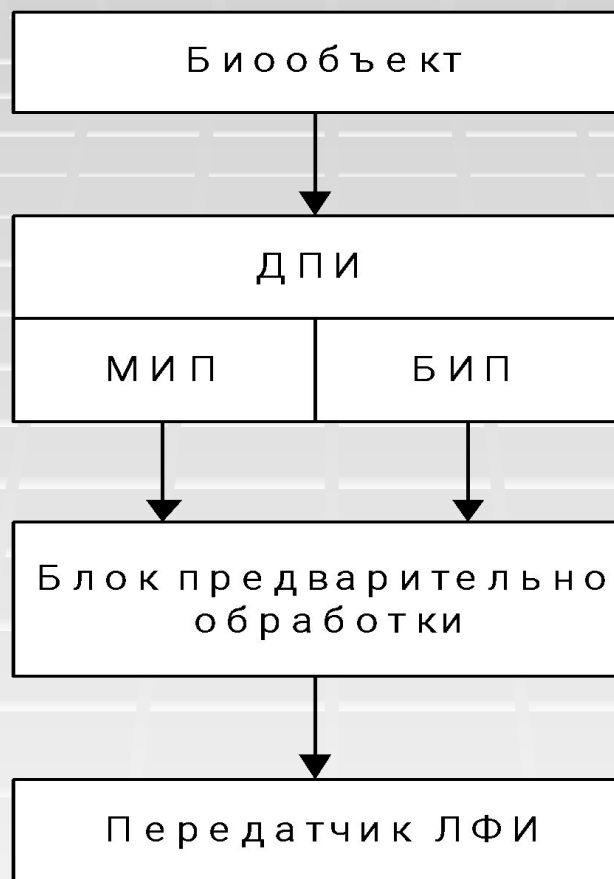 Биообъект
ДПИ
МИП БИП
Блок предварительно
обработки
Передатчик ЛФИ